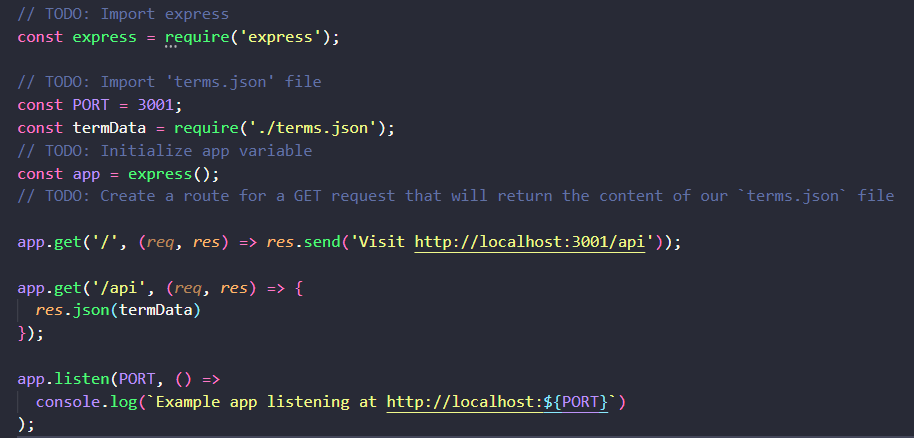 // TODO: Import express
const express = require('express');
// TODO: Import 'terms.json' file
const PORT = 3001;
const termData = require('./terms.json');
// TODO: Initialize app variable
const app = express();
// TODO: Create a route for a GET request that will return the content of our `terms.json` file
app.get('/', (req, res) => res.send('Visit http://localhost:3001/api'));
app.get('/api', (req, res) => {
  res.json(termData)
});
app.listen(PORT, () =>
  console.log(`Example app listening at http://localhost:${PORT}`)
);